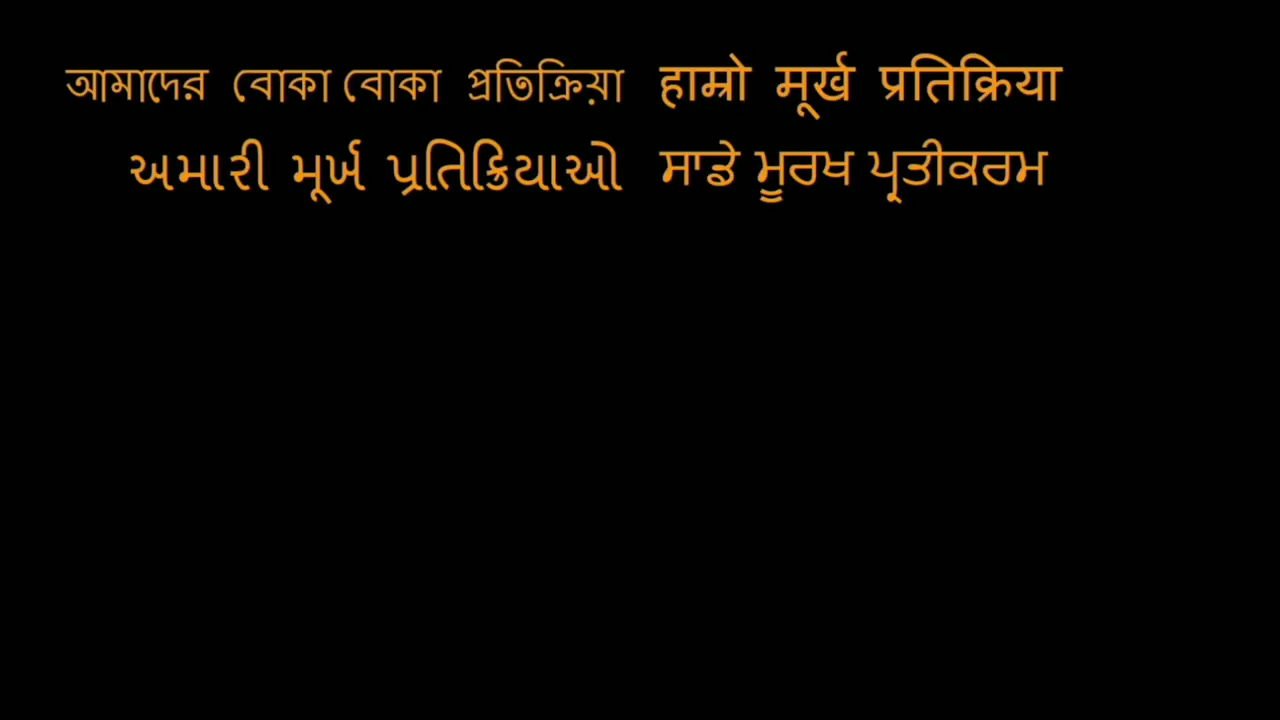 আমাদের বোকা বোকা প্রতিক্রিয়া हाम्रो मूर्ख प्रतिक्रिया
અમારી મૂર્ખ પ્રતિક્રિયાઓ ਸਾਡੇ ਮੂਰਖ ਪ੍ਰਤੀਕਰਮ